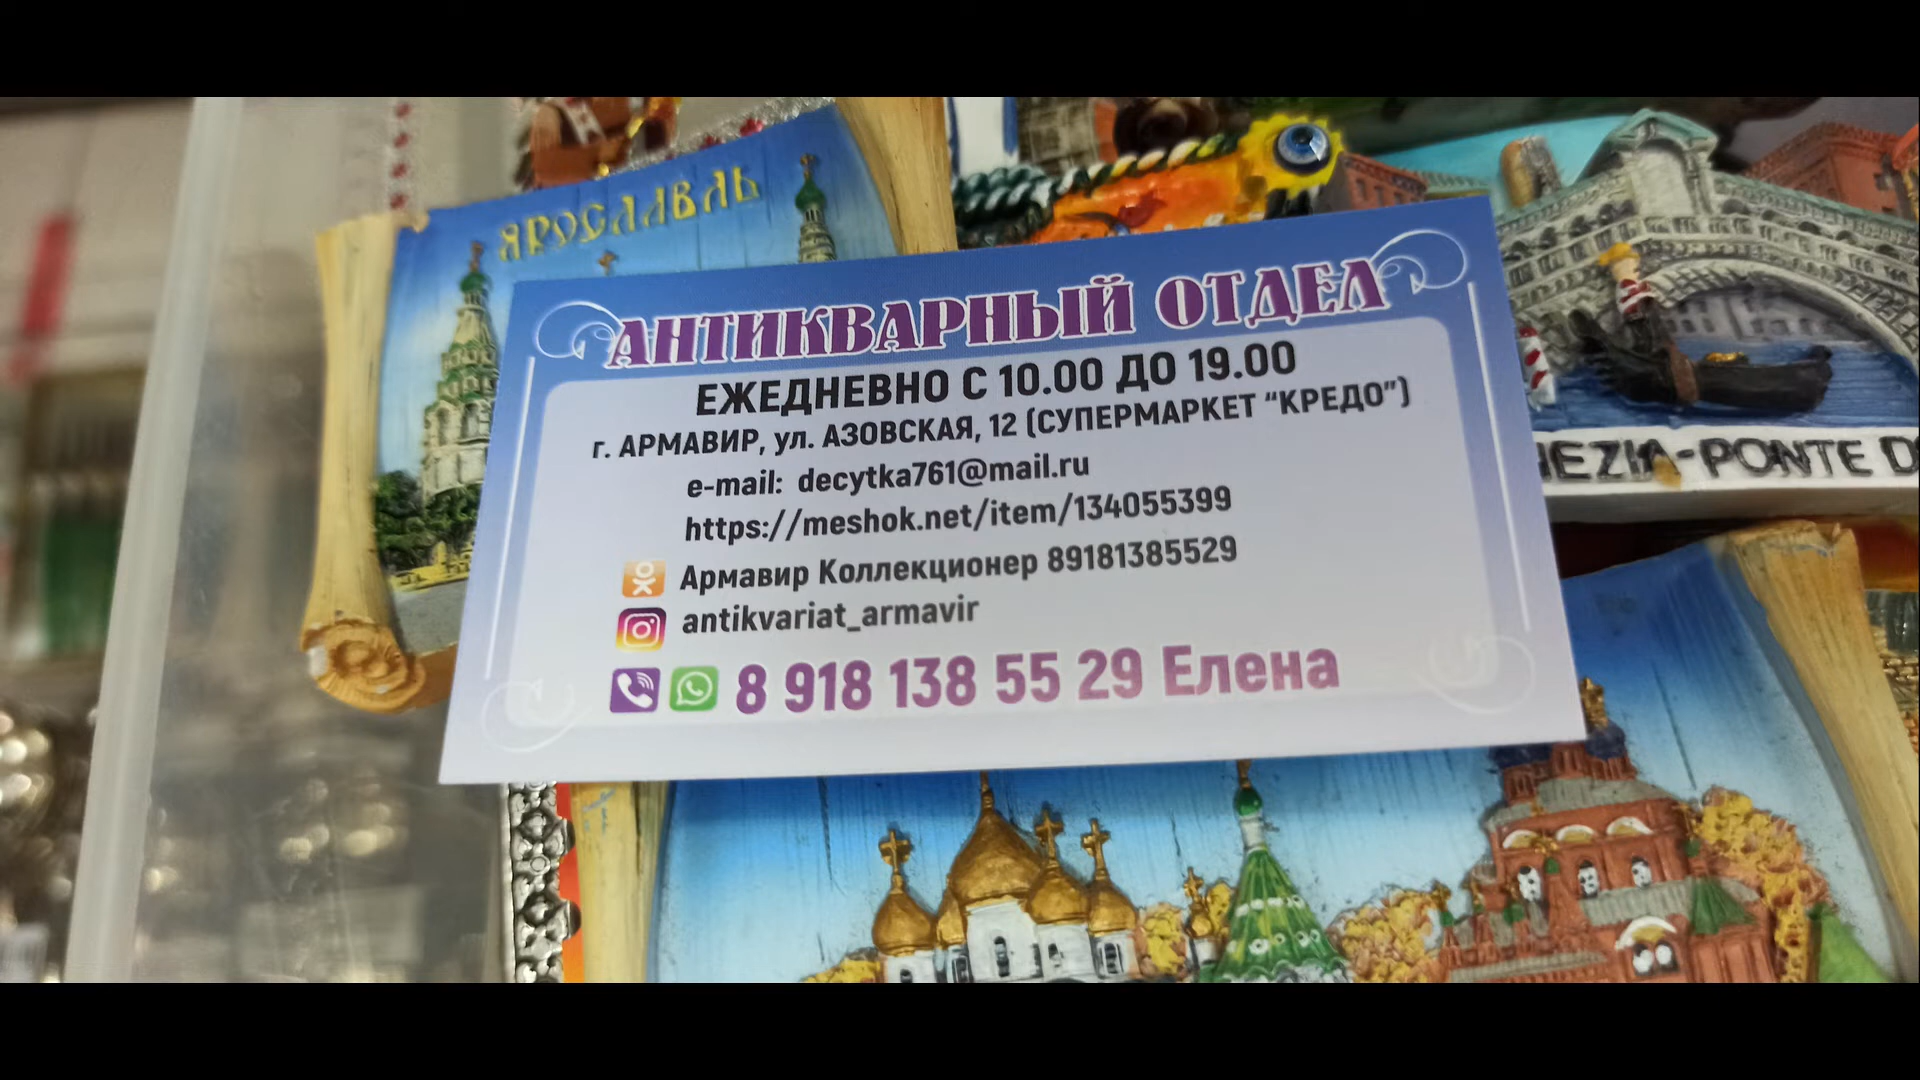 ЯРОСЛАВЛЬ
АНТИКВАРНЫЙ ОТДЕЛ
ЕЖЕДНЕВНО С 10.00 ДО 19.00
г. АРМАВИР, ул. АЗОВСКАЯ, 12 (СУПЕРМАРКЕТ “КРЕДО”)
e-mail: decytka761@mail.ru
https://meshok.net/item/134055399
Армавир Коллекционер 89181385529
antikvariat_armavir
8 918 138 55 29 Елена
NEZIA-PONTE D